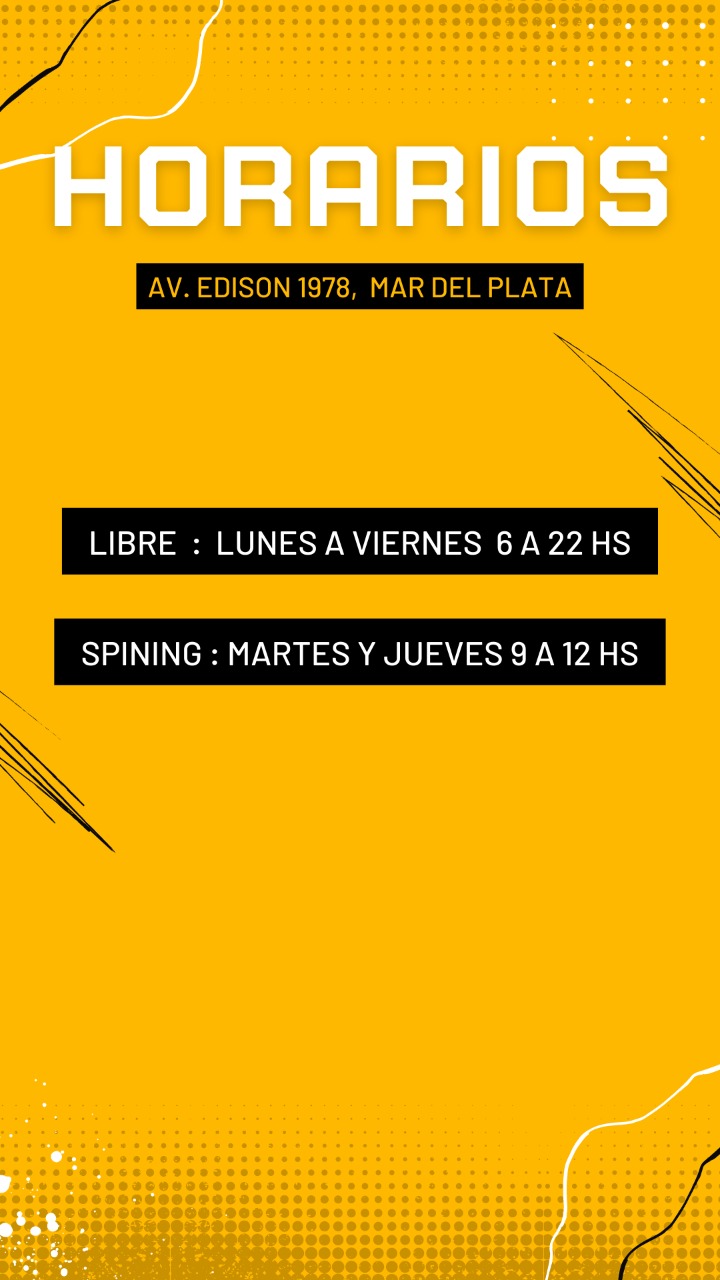 HORARIOS
AV. EDISON 1978, MAR DEL PLATA
LIBRE : LUNES A VIERNES 6 A 22 HS
SPINING : MARTES Y JUEVES 9 A 12 HS